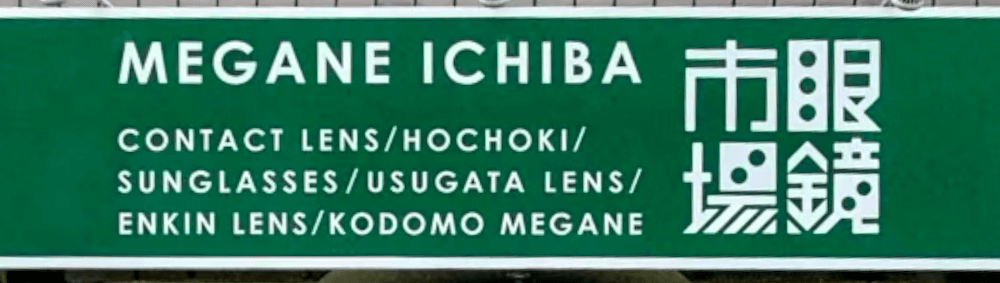 MEGANE ICHIBA
CONTACT LENS/HOCHOKI/
SUNGLASSES/USUGATA LENS/
ENKIN LENS/KODOMO MEGANE
眼鏡
市場